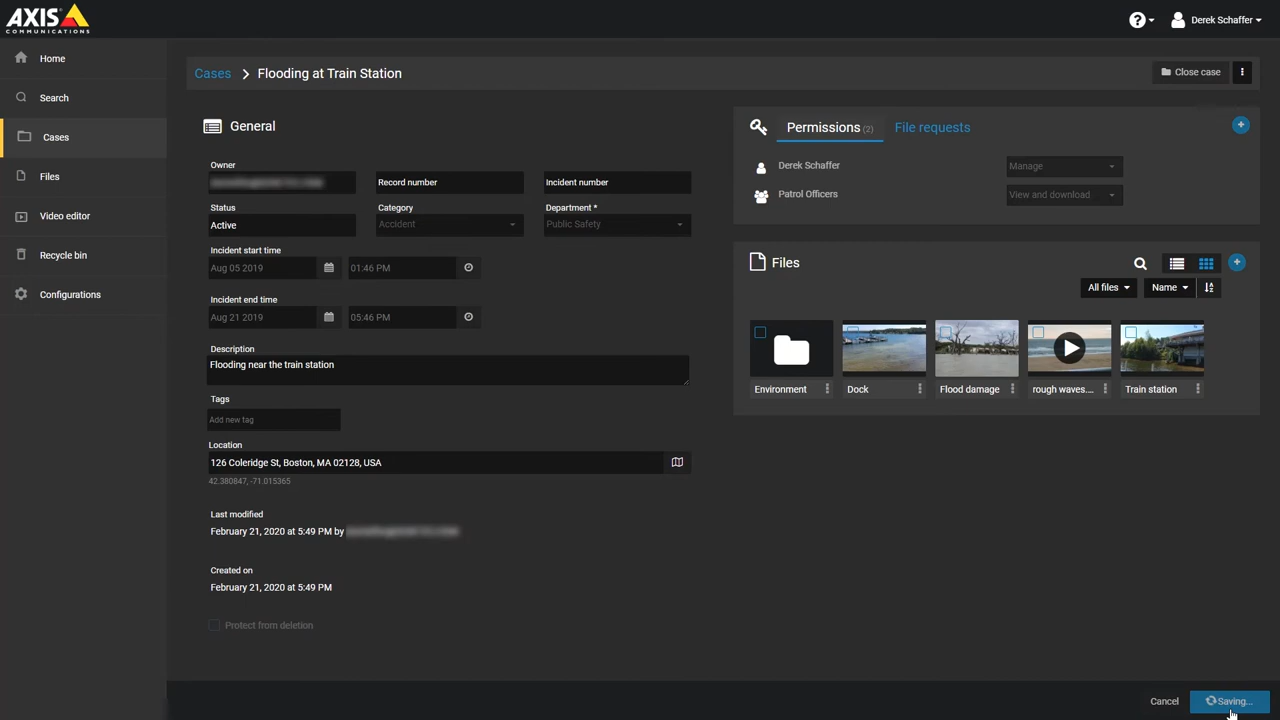 AXIS
COMMUNICATIONS
Derek Schaffer
Home
Search
Cases
Files
Video editor
Recycle bin
Configurations
Cases > Flooding at Train Station
Close case
General
Owner
Record number
Incident number
Status
Category
Department *
Active
Accident
Public Safety
Incident start time
Aug 05 2019
01:46 PM
Incident end time
Aug 21 2019
05:46 PM
Description
Flooding near the train station
Tags
Add new tag
Location
126 Coleridge St, Boston, MA 02128, USA
42.380847, -71.015365
Last modified
February 21, 2020 at 5:49 PM by
Created on
February 21, 2020 at 5:49 PM
Protect from deletion
Permissions (2)
File requests
Derek Schaffer
Manage
Patrol Officers
View and download
Files
All files
Name
Environment
Dock
Flood damage
rough waves....
Train station
Cancel
Saving...